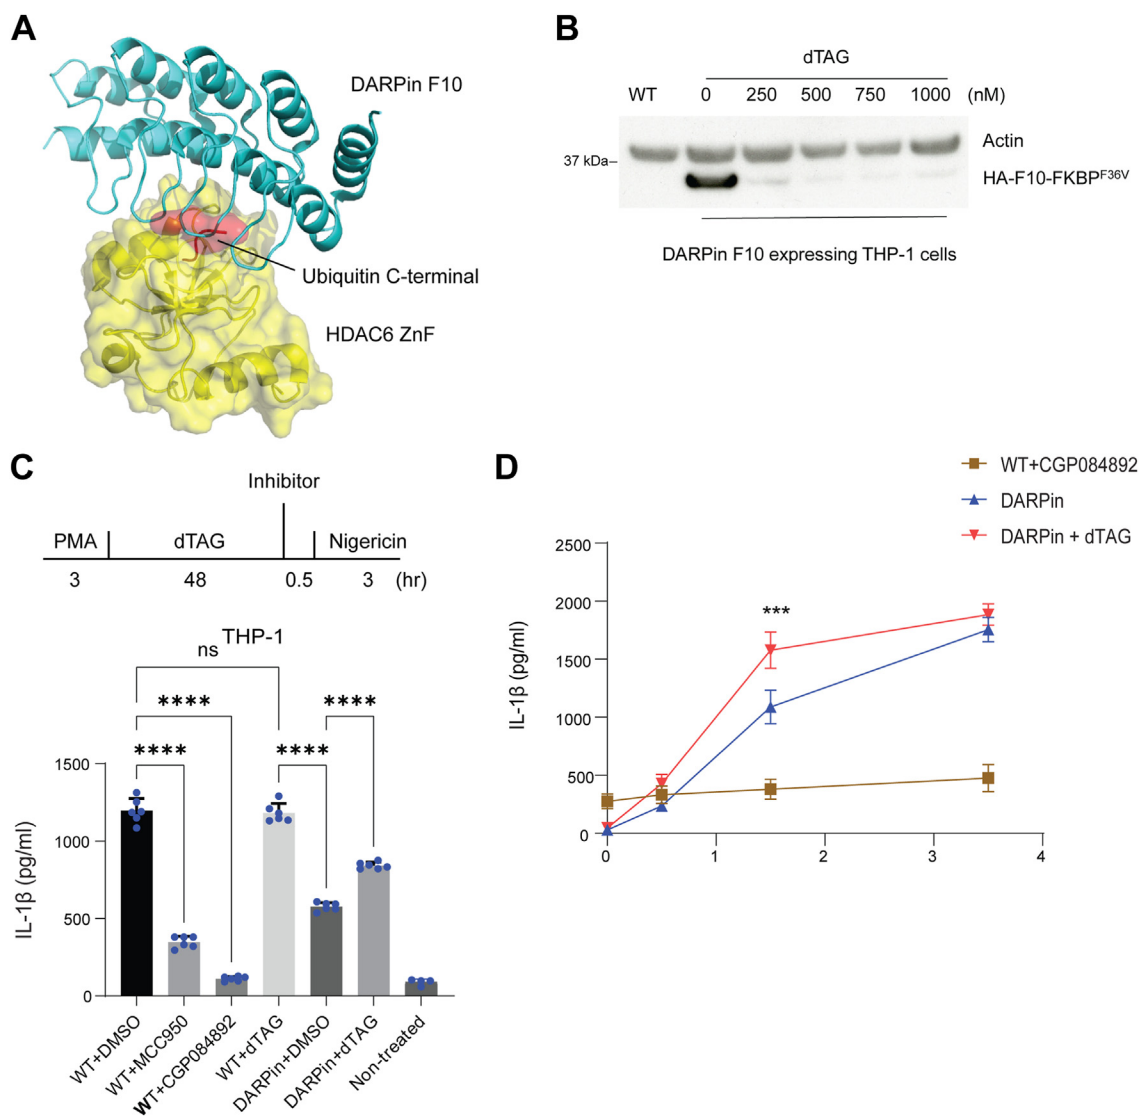 A
DARPin F10
Ubiquitin C-terminal
HDAC6 ZnF
B
dTAG
WT 0 250 500 750 1000 (nM)
Actin
37 kDa
HA-F10-FKBPF36V
DARPin F10 expressing THP-1 cells
C
Inhibitor
PMA dTAG Nigericin
3 48 0.5 3 (hr)
THP-1
ns
**** ****
**** ****
IL-1β (pg/ml)
1500
1000
500
0
WT+DMSO
WT+MCC950
WT+CGP084892
WT+dTAG
DARPin+DMSO
DARPin+dTAG
Non-treated
D
WT+CGP084892
DARPin
DARPin + dTAG
IL-1β (pg/ml)
2500
2000
1500
1000
500
0
***
0 1 2 3 4